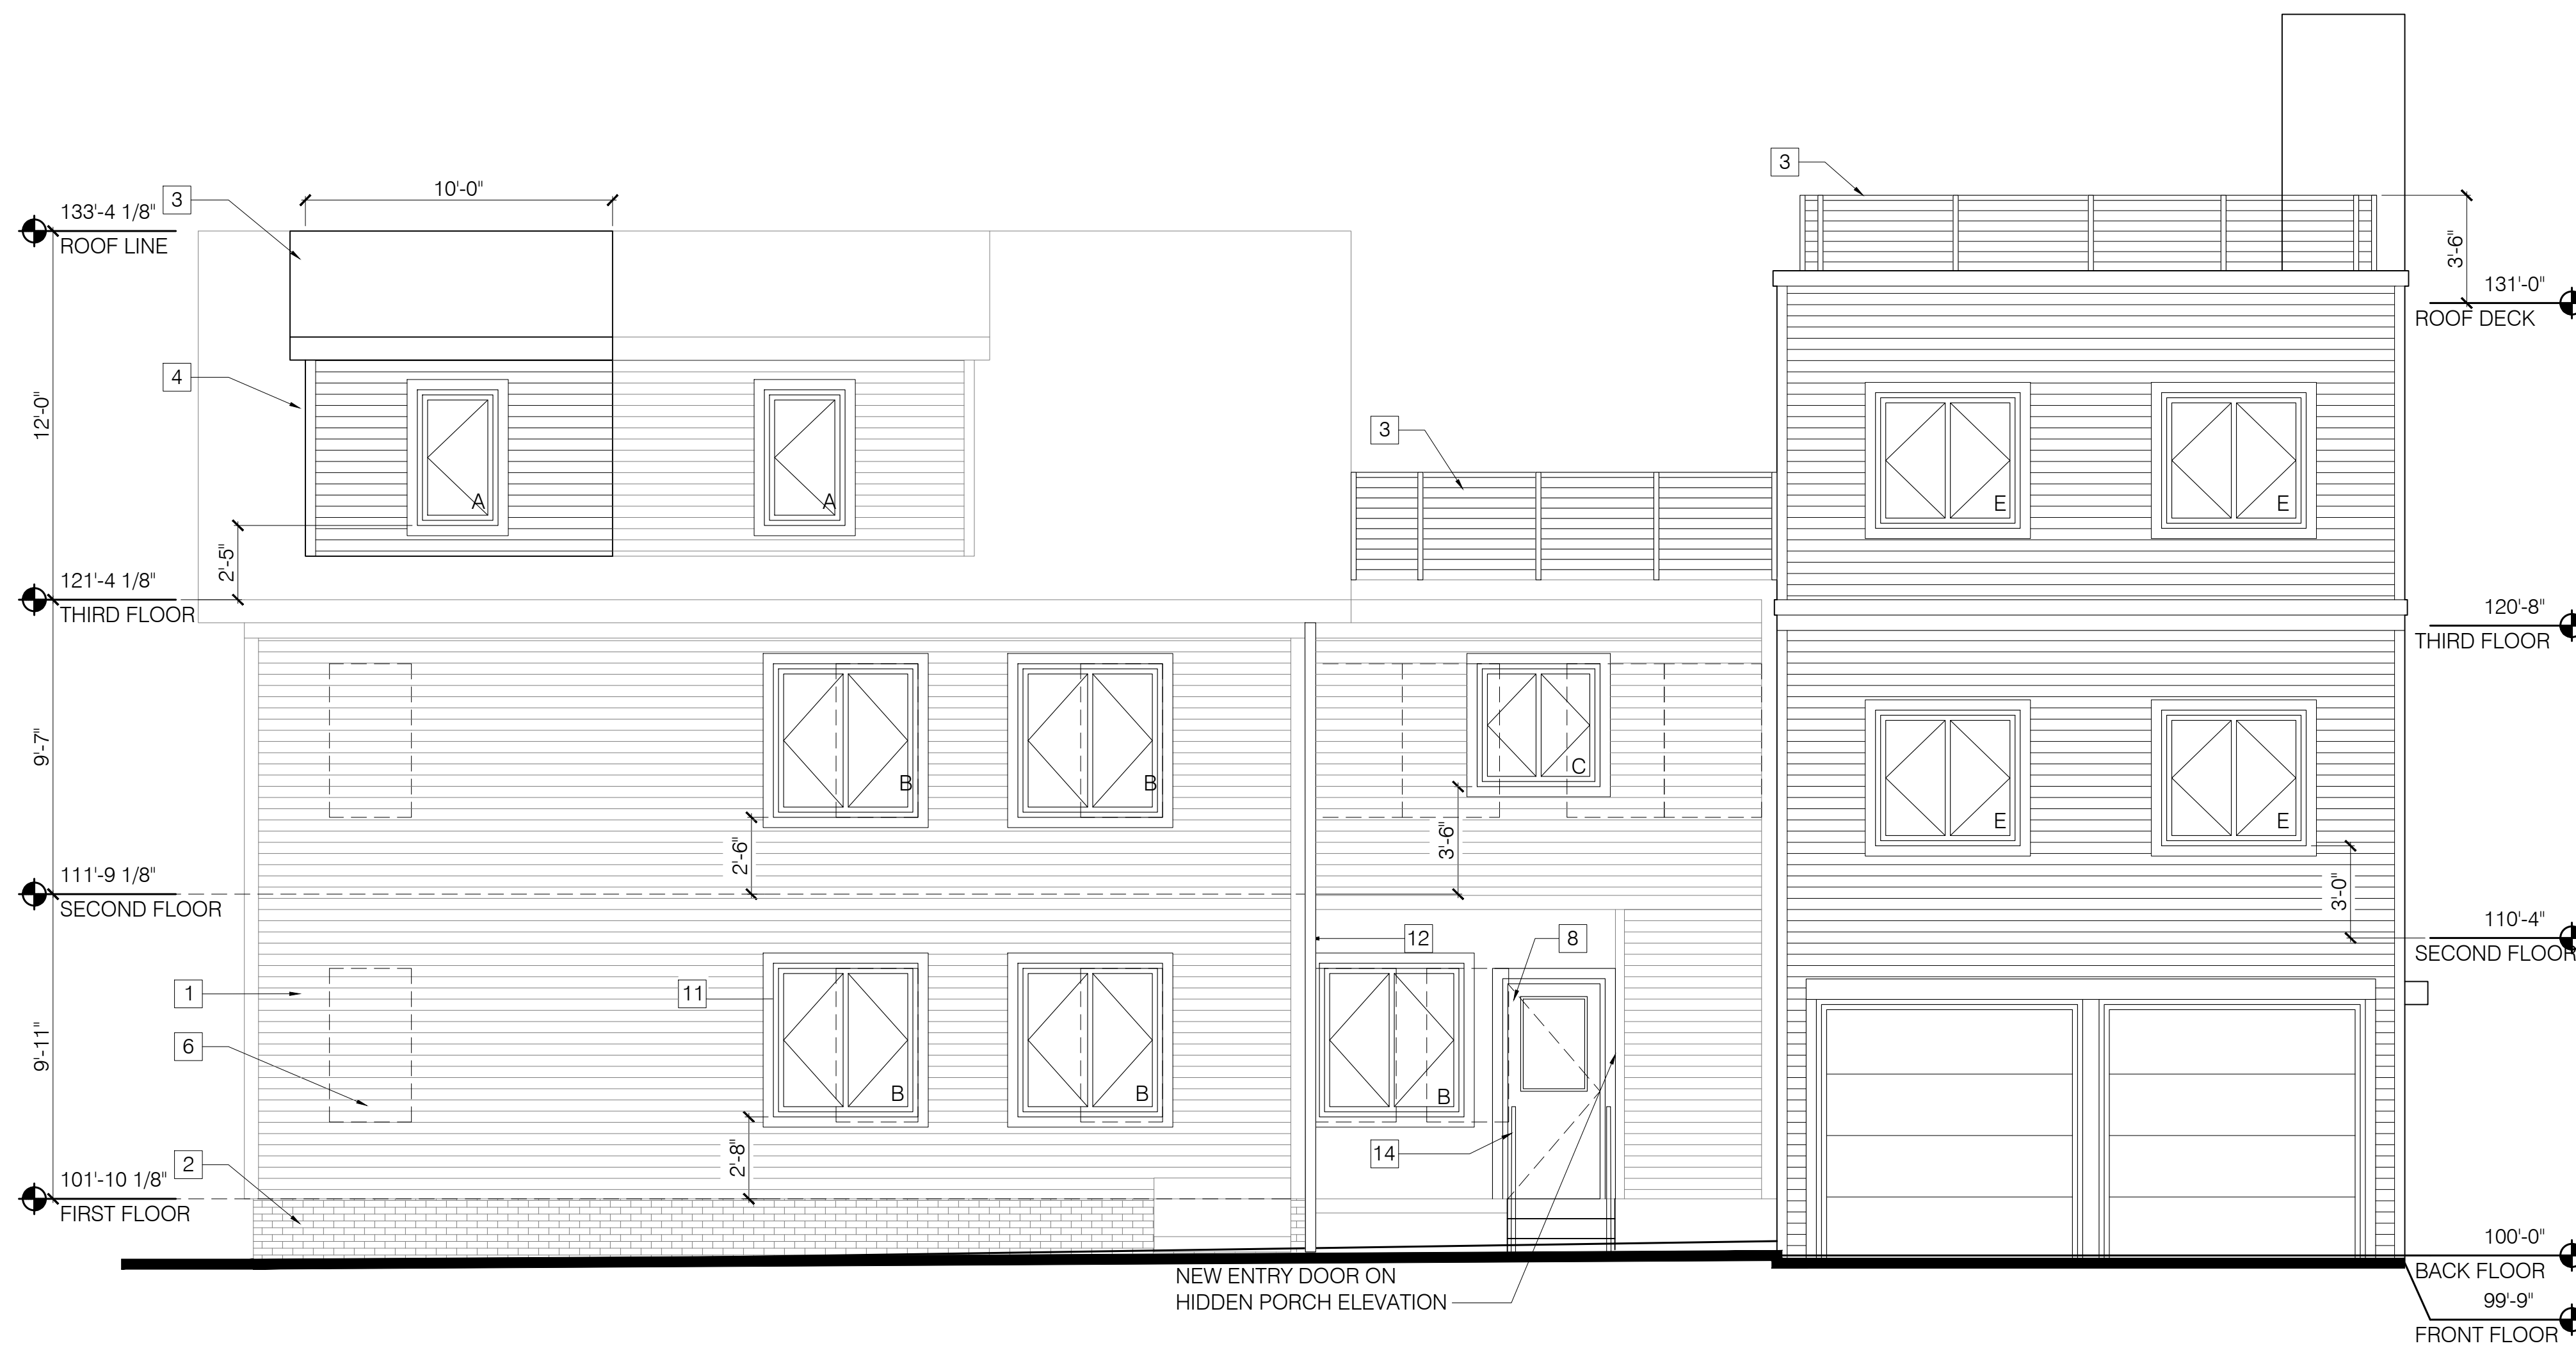 3
10'-0"
3
133'-4 1/8"
ROOF LINE
3'-6"
131'-0"
ROOF DECK
4
12'-0"
3
A
A
E
E
2'-5"
121'-4 1/8"
THIRD FLOOR
120'-8"
THIRD FLOOR
9'-7"
B
B
C
E
E
2'-6"
3'-6"
3'-0"
111'-9 1/8"
SECOND FLOOR
110'-4"
SECOND FLOOR
12
8
1
11
9'-11"
6
B
B
B
2'-8"
14
2
101'-10 1/8"
FIRST FLOOR
100'-0"
BACK FLOOR
99'-9"
FRONT FLOOR
NEW ENTRY DOOR ON
HIDDEN PORCH ELEVATION